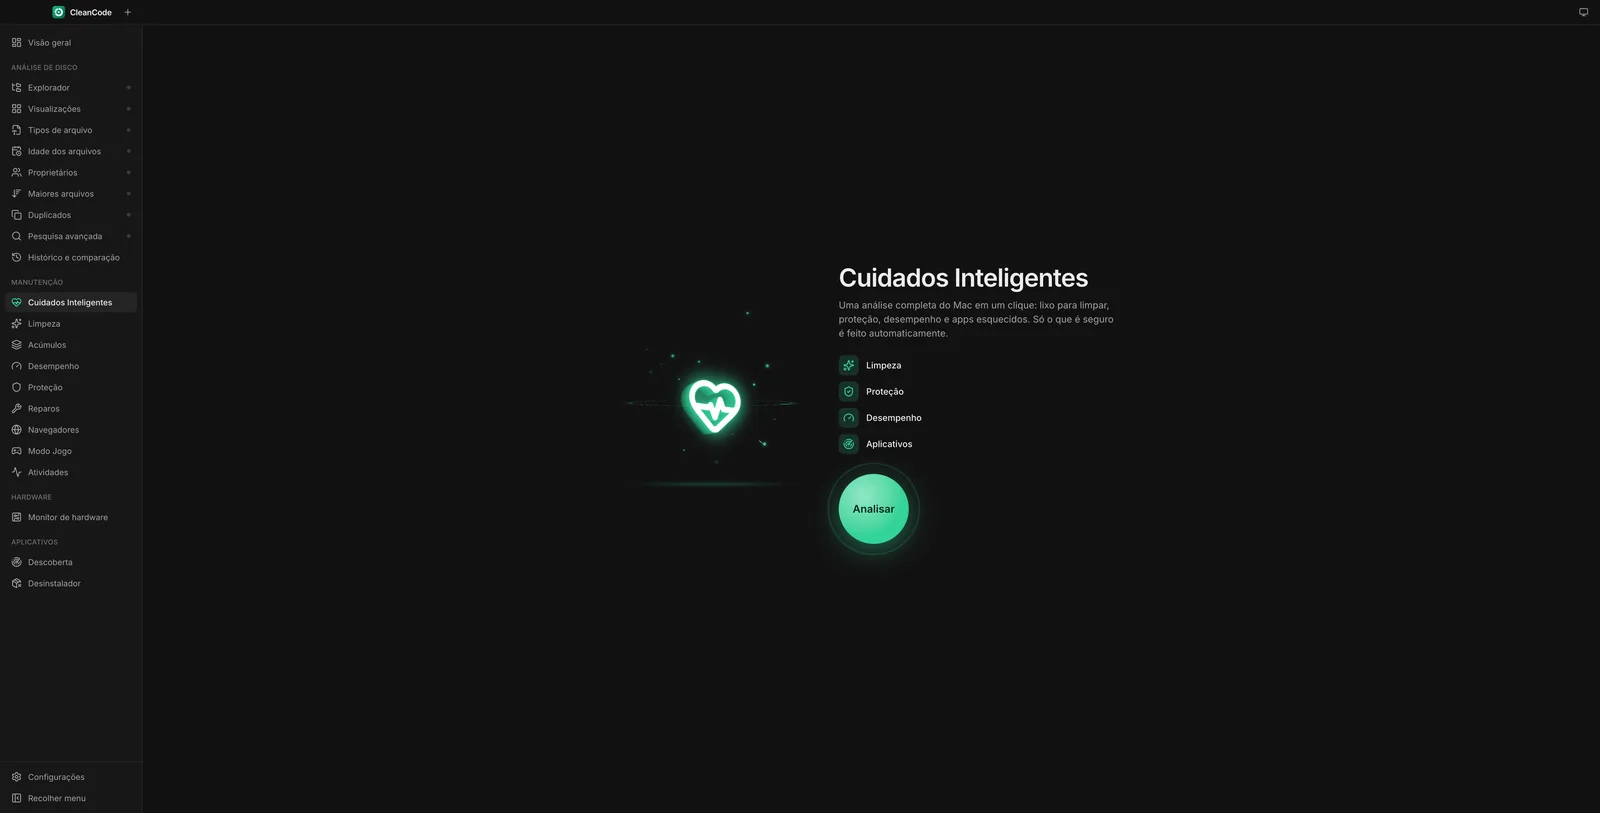 CleanCode
Visão geral
ANÁLISE DE DISCO
Explorador
Visualizações
Tipos de arquivo
Idade dos arquivos
Proprietários
Maiores arquivos
Duplicados
Pesquisa avançada
Histórico e comparação
MANUTENÇÃO
Cuidados Inteligentes
Limpeza
Acúmulos
Desempenho
Proteção
Reparos
Navegadores
Modo Jogo
Atividades
HARDWARE
Monitor de hardware
APLICATIVOS
Descoberta
Desinstalador
Configurações
Recolher menu
Cuidados Inteligentes
Uma análise completa do Mac em um clique: lixo para limpar,
proteção, desempenho e apps esquecidos. Só o que é seguro
é feito automaticamente.
Limpeza
Proteção
Desempenho
Aplicativos
Analisar